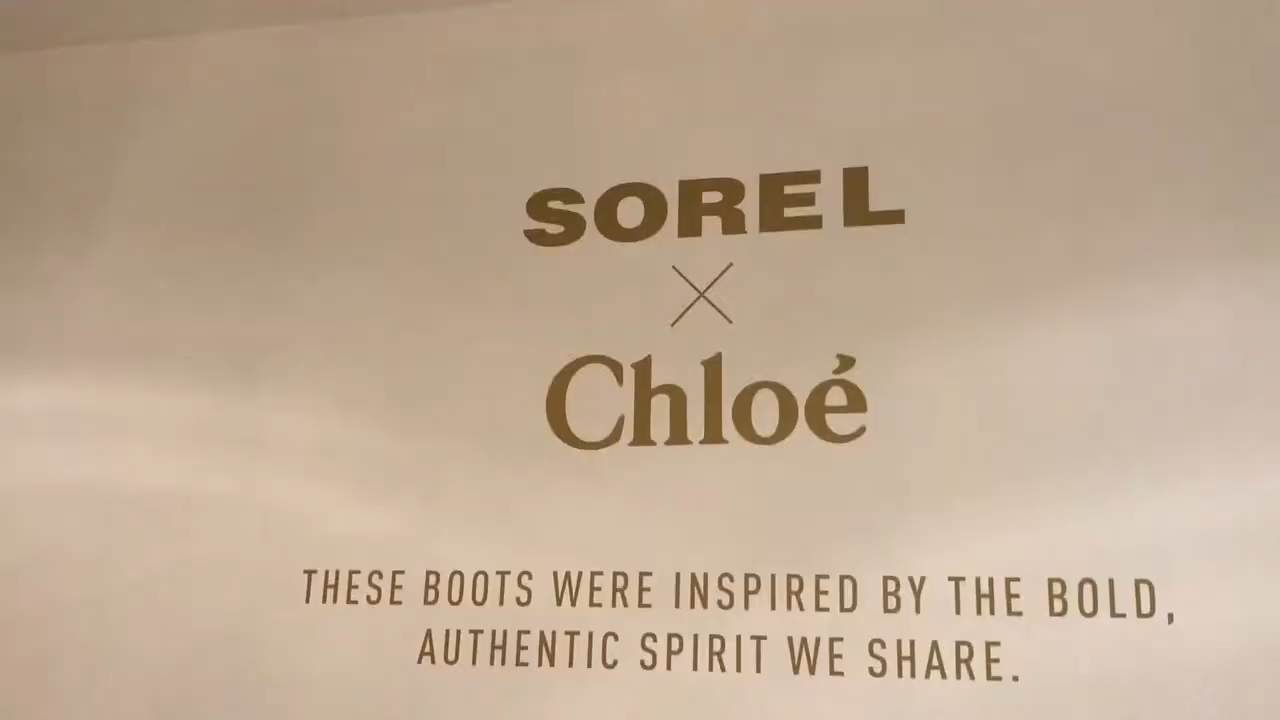 SOREL
×
Chloé
THESE BOOTS WERE INSPIRED BY THE BOLD,
AUTHENTIC SPIRIT WE SHARE.